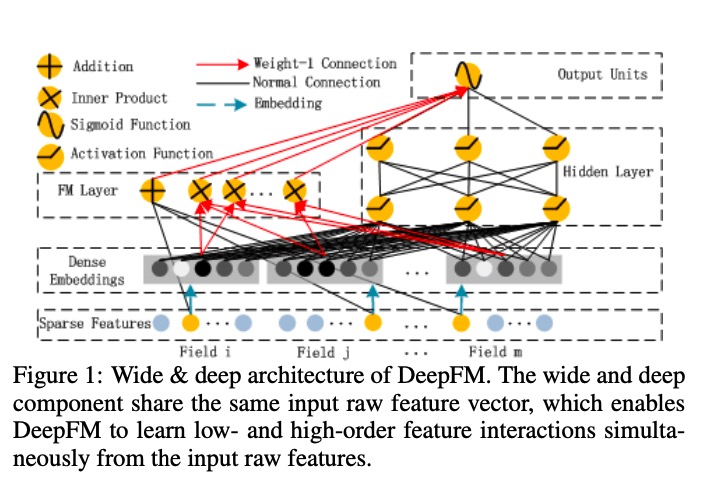 Addition
Inner Product
Sigmoid Function
Activation Function
Weight-1 Connection
Normal Connection
Embedding
Output Units
Hidden Layer
FM Layer
...
Dense
Embeddings
...
Sparse Features
... ... ... ...
Field i Field j ... Field m
Figure 1: Wide & deep architecture of DeepFM. The wide and deep
component share the same input raw feature vector, which enables
DeepFM to learn low- and high-order feature interactions simulta-
neously from the input raw features.